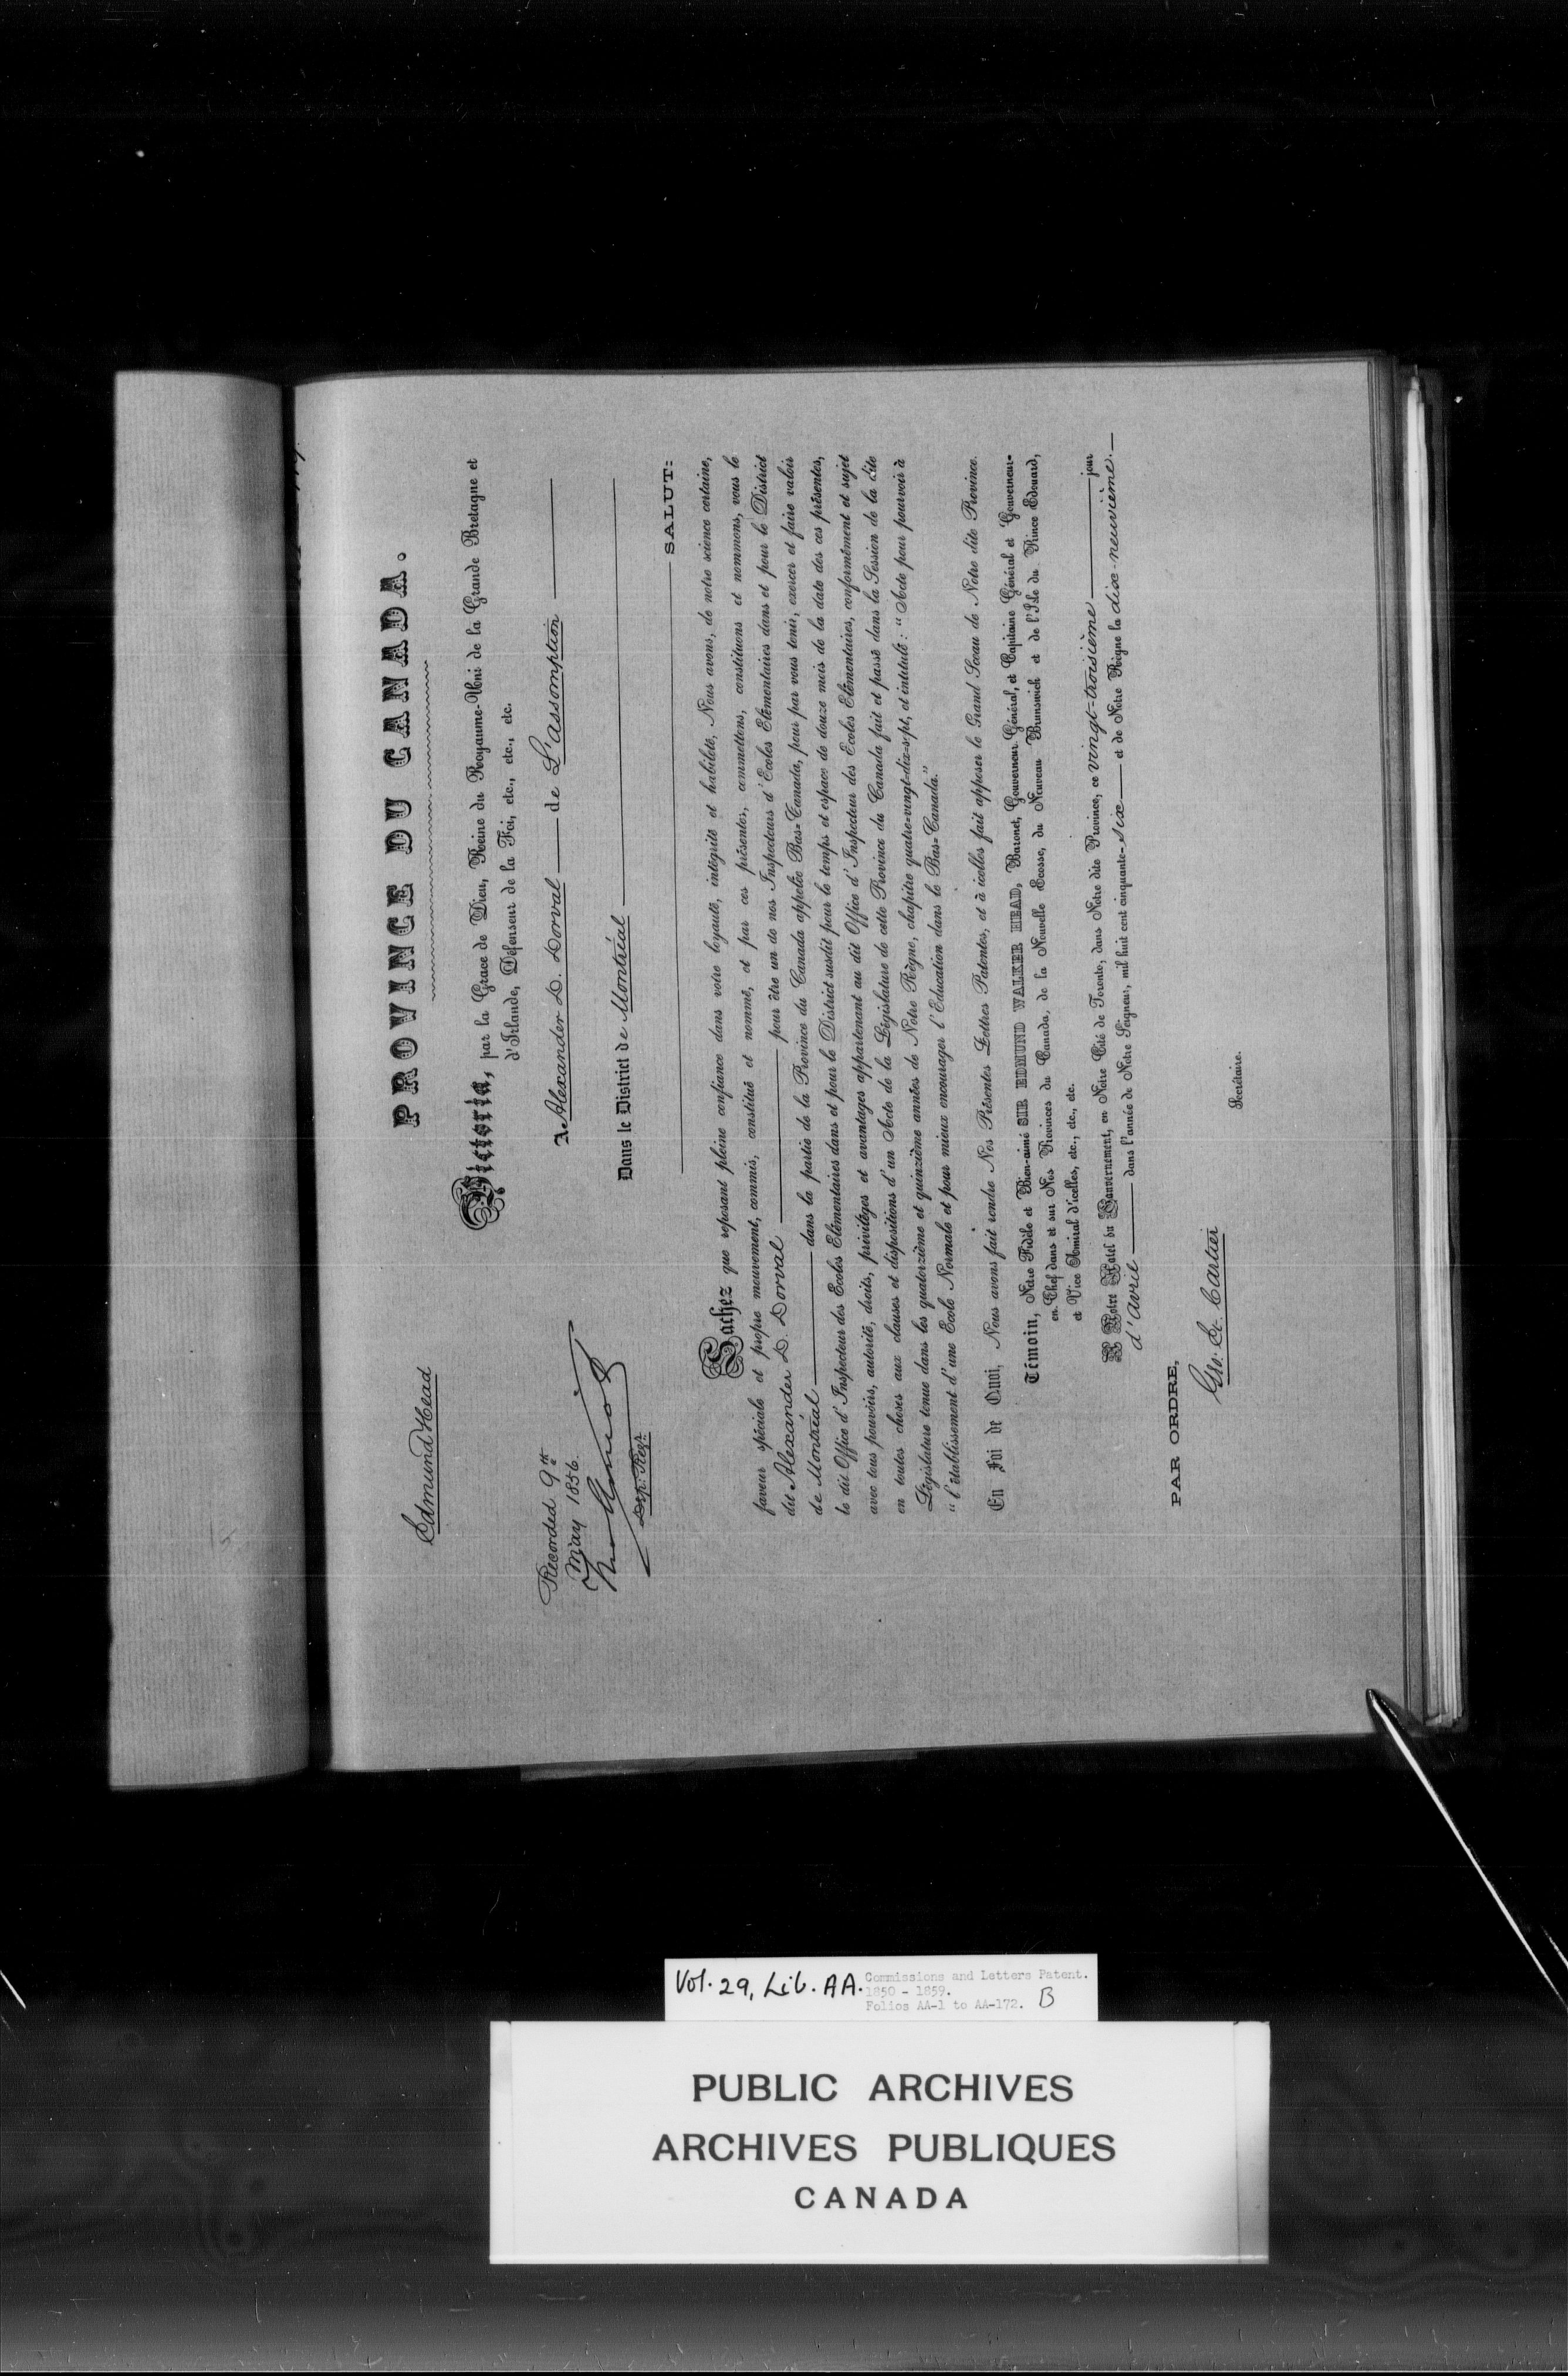 Edmund Head
PROVINCE DU CANADA.
Victoria, par la Grace de Dieu, Reine du Royaume-Uni de la Grande Bretagne et
d'Irlande, Défenseur de la Foi, etc., etc., etc.
Recorded 9th
May 1856.
Dep: Regr.
A Alexander D. Dorval de L'assomption
Dans le District de Montréal
SALUT:
Sachez que reposant pleine confiance dans votre loyauté, intégrité et habileté, Nous avons, de notre science certaine,
faveur spéciale et propre mouvement, commis, constitué et nommé, et par ces présentes, commettons, constituons et nommons, vous le
dit Alexander D. Dorval pour être un de nos Inspecteurs d'Ecoles Elémentaires dans et pour le District
de Montréal dans la partie de la Province du Canada appelée Bas-Canada, pour par vous tenir, exercer et faire valoir
le dit Office d'Inspecteur des Ecoles Elémentaires dans et pour le District susdit pour le temps et espace de douze mois de la date des ces présentes,
avec tous pouvoirs, autorité, droits, privilèges et avantages appartenant au dit Office d'Inspecteur des Ecoles Elémentaires, conformément et sujet
en toutes choses aux clauses et dispositions d'un Acte de la Législature de cette Province du Canada fait et passé dans la Session de la dite
Législature tenue dans les quatorzième et quinzième années de Notre Règne, chapitre quatre-vingt-dix-sept, et intitulé: "Acte pour pourvoir à
"l'établissement d'une Ecole Normale et pour mieux encourager l'Education dans le Bas-Canada."
En Foi de Quoi, Nous avons fait rendre Nos Présentes Lettres Patentes, et à icelles fait apposer le Grand Sceau de Notre dite Province.
Témoin, Notre Fidèle et Bien-aimé SIR EDMUND WALKER HEAD, Baronet, Gouverneur Général, et Capitaine Général et Gouverneur-
en Chef dans et sur Nos Provinces du Canada, de la Nouvelle Ecosse, du Nouveau Brunswick et de l'Isle du Prince Edouard,
et Vice Amiral d'icelles, etc., etc., etc.
A Notre Hotel du Gouvernement, en Notre Cité de Toronto, dans Notre dite Province, ce vingt-troisième jour
d'avril dans l'année de Notre Seigneur, mil huit cent cinquante-six et de Notre Règne la dix-neuvième.
PAR ORDRE,
Geo. Et. Cartier
Secrétaire.
Vol. 29, Lib. AA. Commissions and Letters Patent.
1850 - 1859.
Folios AA-1 to AA-172. B
PUBLIC ARCHIVES
ARCHIVES PUBLIQUES
CANADA